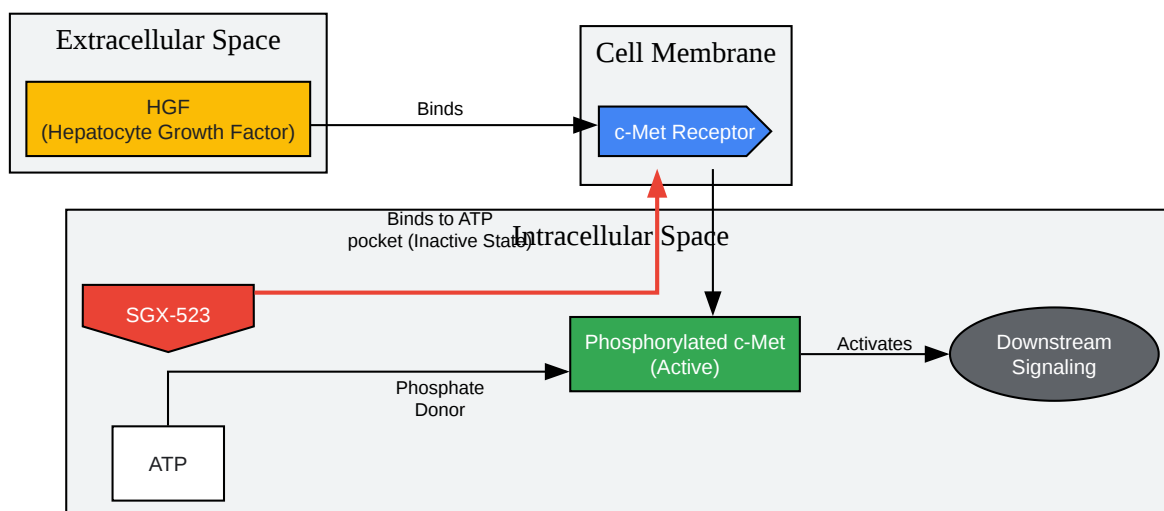 Extracellular Space
HGF
(Hepatocyte Growth Factor)
Binds
Cell Membrane
c-Met Receptor
Binds to ATP
pocket (Inactive State)
Intracellular Space
SGX-523
Phosphorylated c-Met
(Active)
Activates
Downstream
Signaling
Phosphate
Donor
ATP